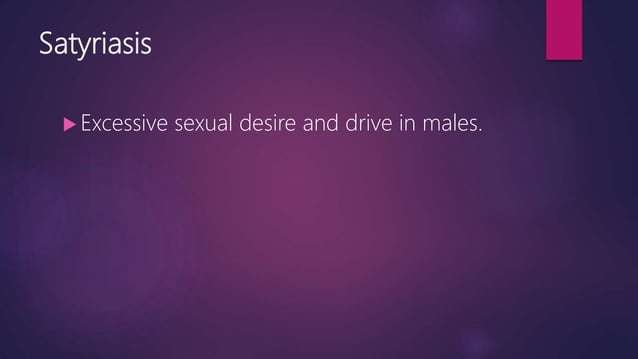 Satyriasis
Excessive sexual desire and drive in males.